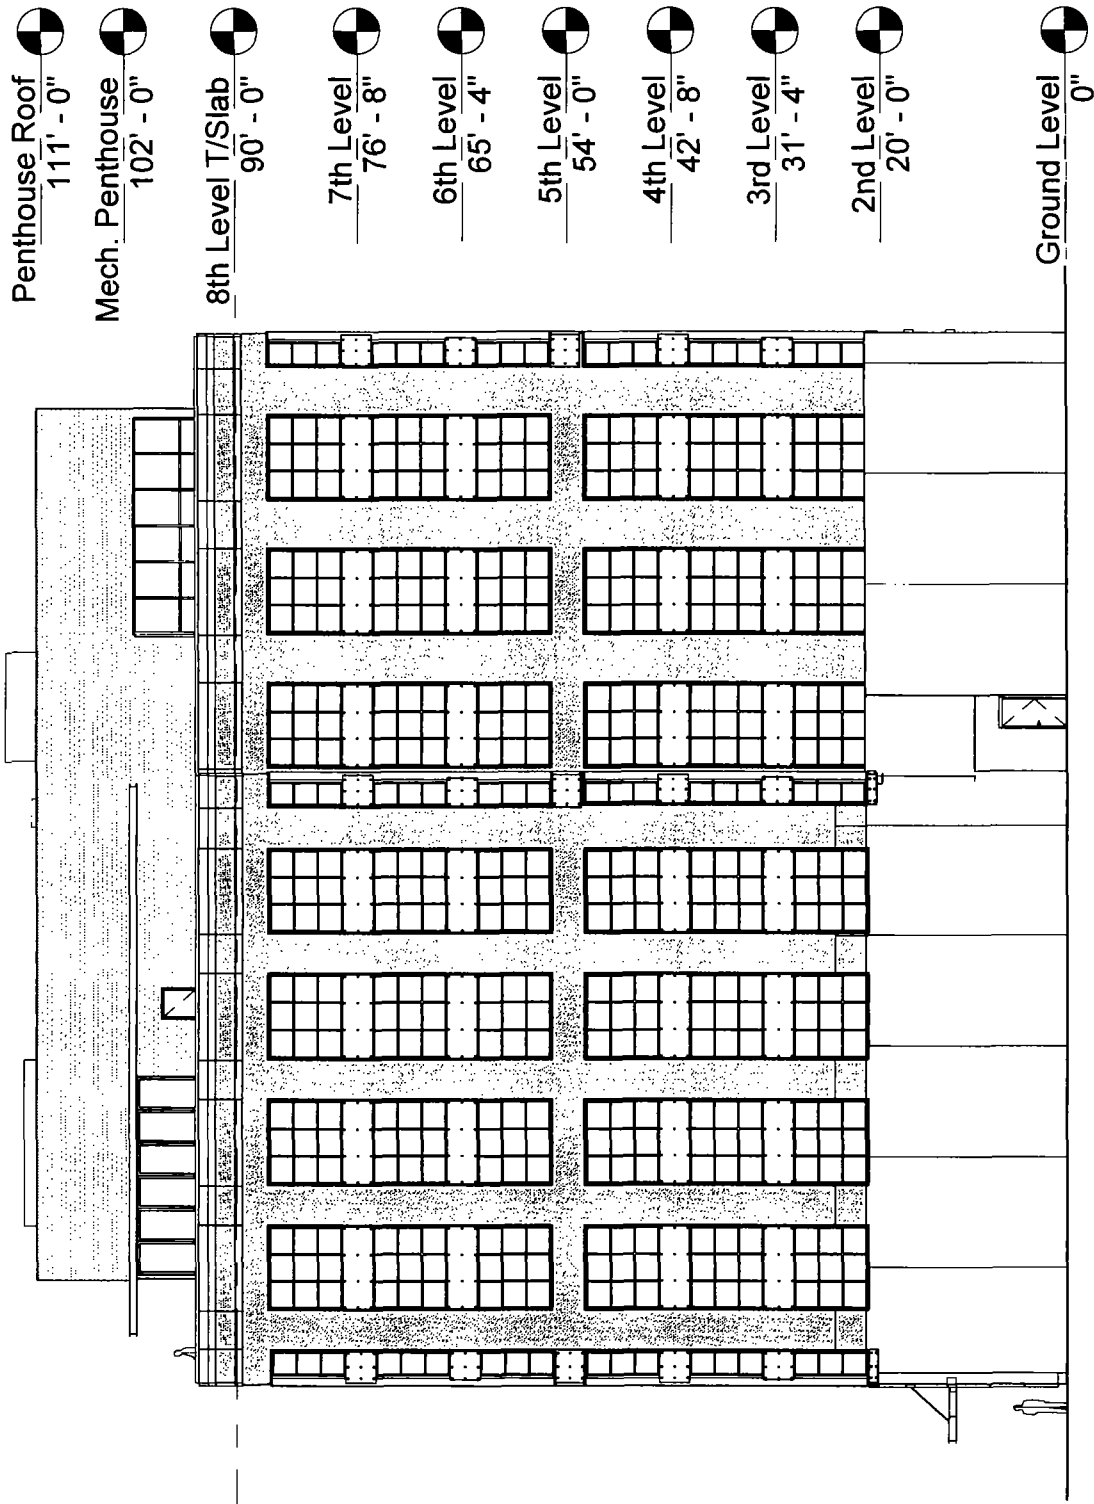 Penthouse Roof
111' - 0"
Mech. Penthouse
102' - 0"
8th Level T/Slab
90' - 0"
7th Level
76' - 8"
6th Level
65' - 4"
5th Level
54' - 0"
4th Level
42' - 8"
3rd Level
31' - 4"
2nd Level
20' - 0"
Ground Level
0"